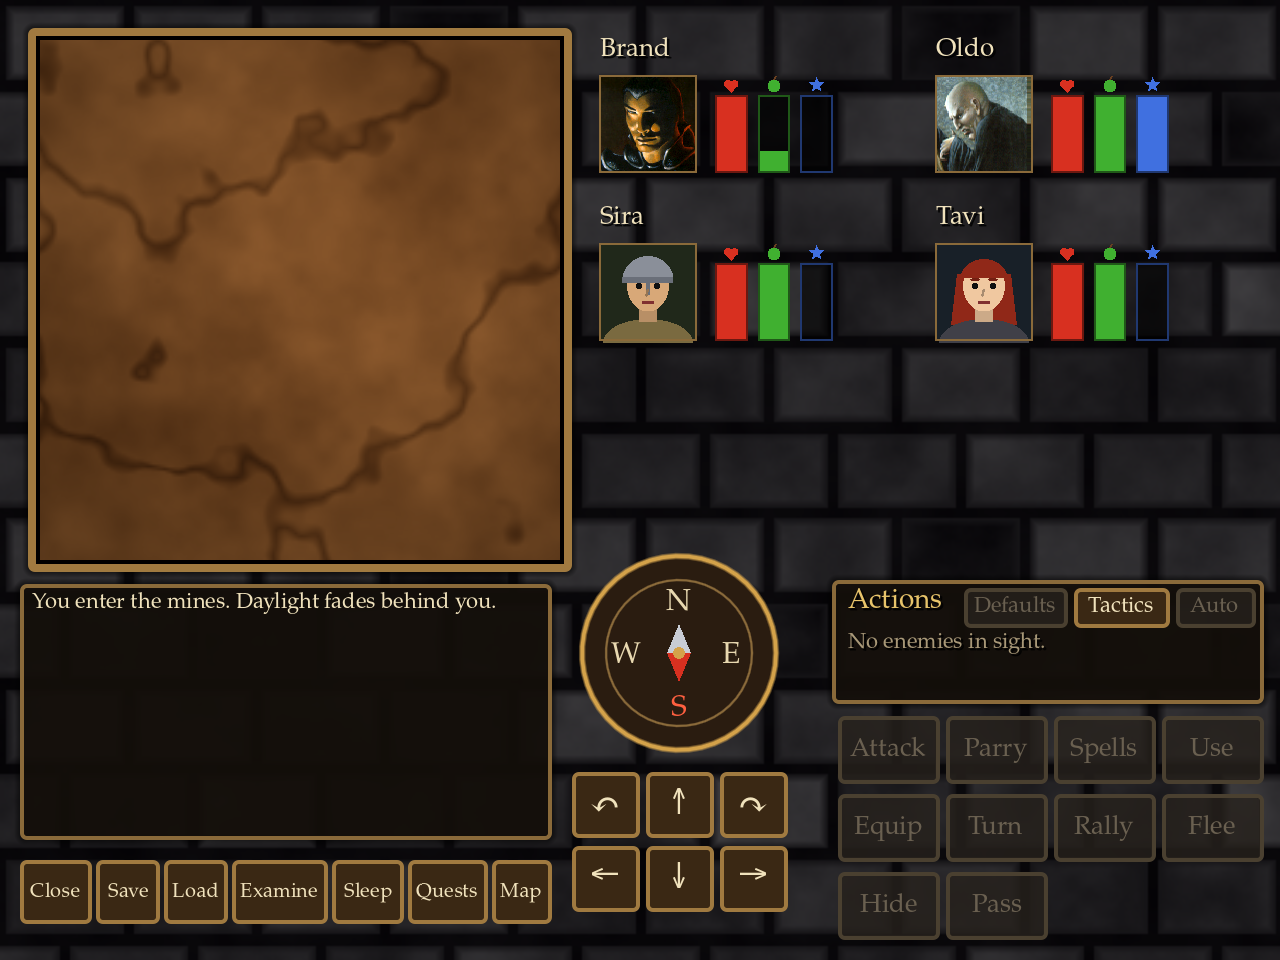 Brand
Oldo
Sira
Tavi
You enter the mines. Daylight fades behind you.
N
W E
S
Actions Defaults Tactics Auto
No enemies in sight.
Attack Parry Spells Use
Equip Turn Rally Flee
Hide Pass
Close Save Load Examine Sleep Quests Map